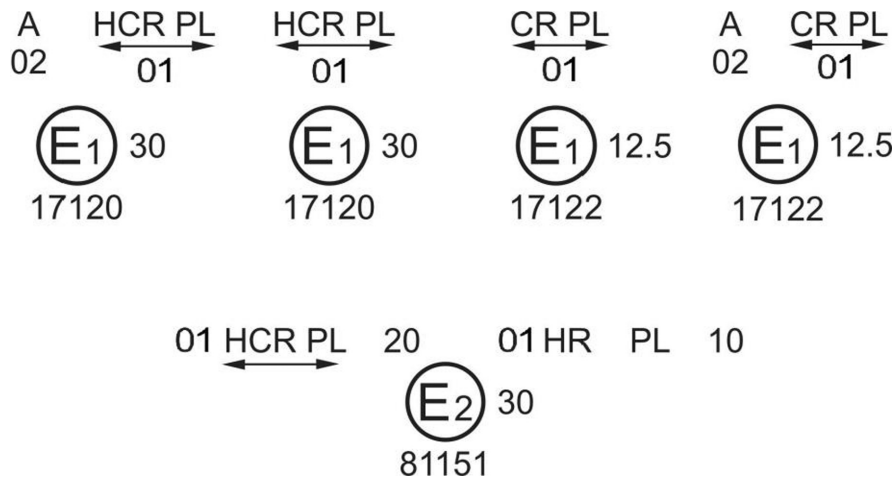 A HCR PL HCR PL CR PL A CR PL
02 01 01 01 02 01
E1 30 E1 30 E1 12.5 E1 12.5
17120 17120 17122 17122
01 HCR PL 20 01 HR PL 10
E2 30
81151